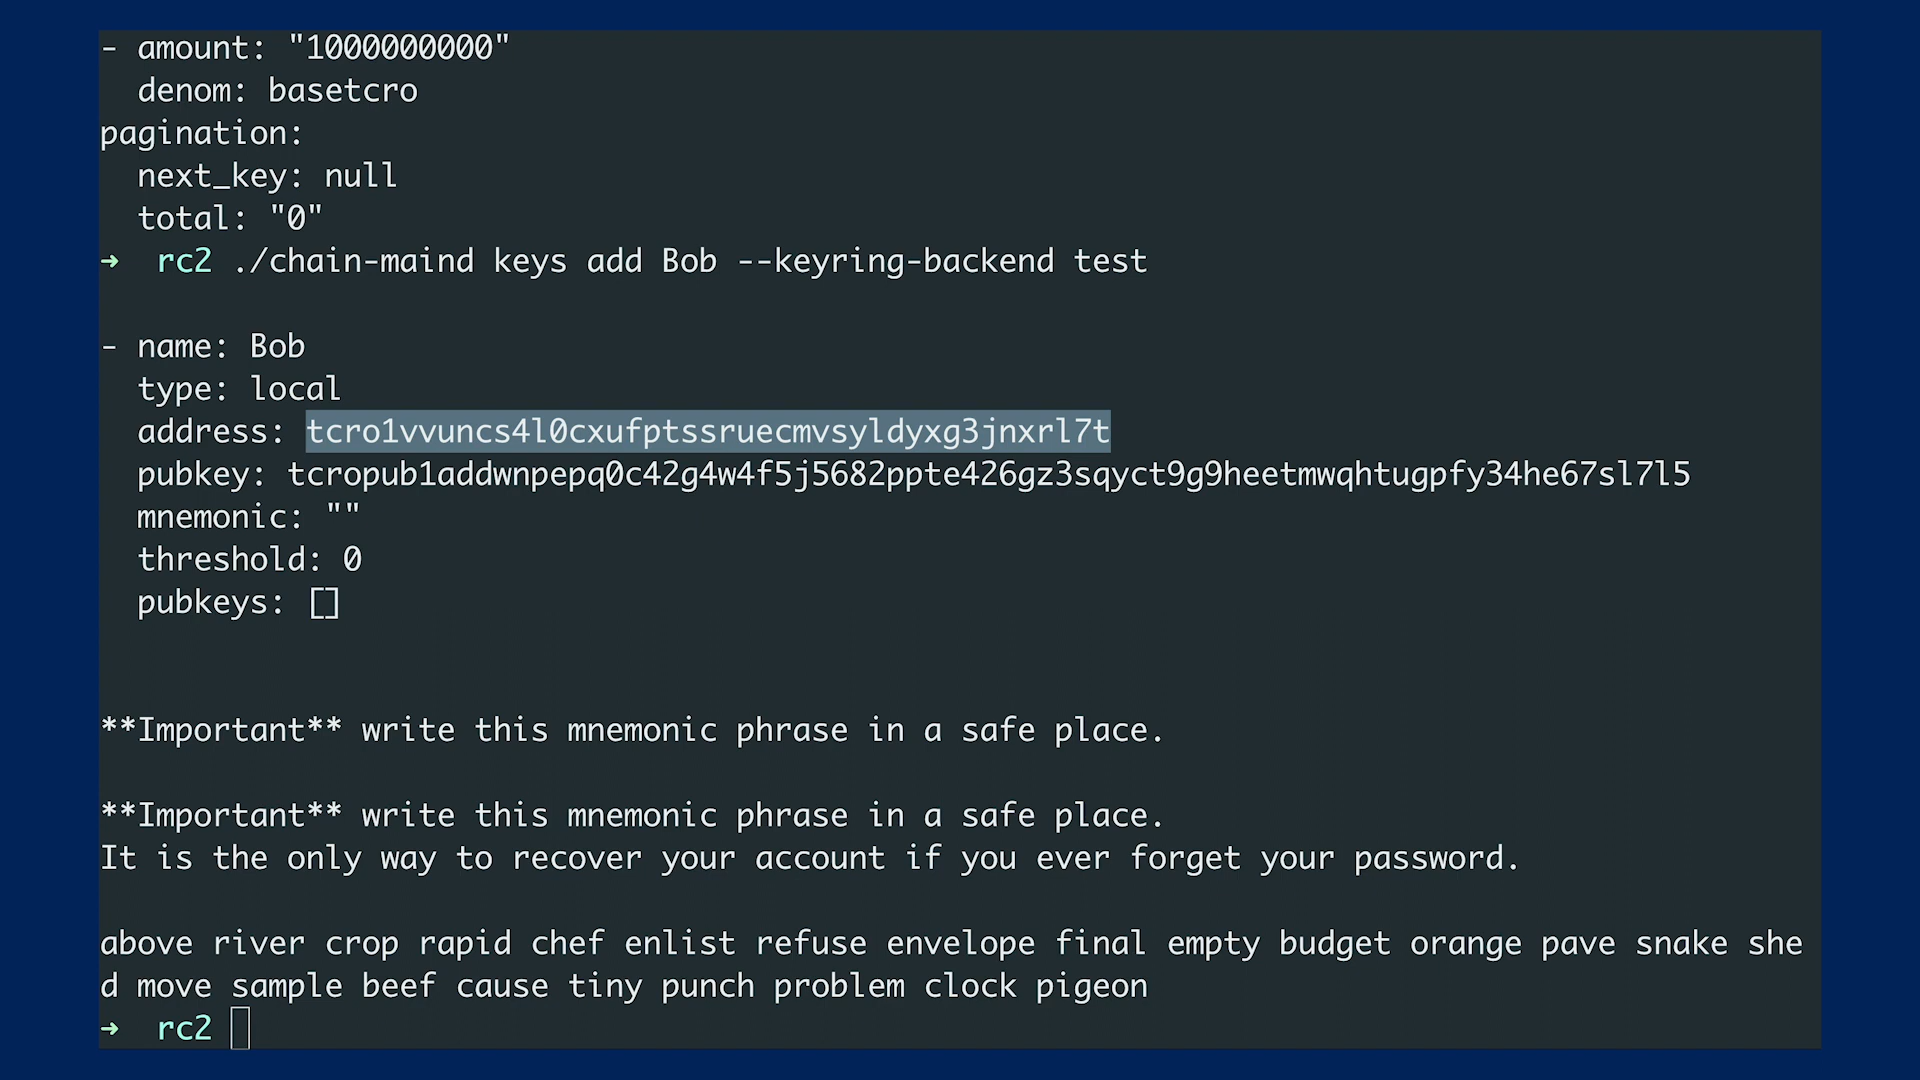 - amount: "1000000000"
  denom: basetcro
pagination:
  next_key: null
  total: "0"
➜  rc2 ./chain-maind keys add Bob --keyring-backend test
- name: Bob
  type: local
  address: tcro1vvuncs4l0cxufptssruecmvsyldyxg3jnxrl7t
  pubkey: tcropub1addwnpepq0c42g4w4f5j5682ppte426gz3sqyct9g9heetmwqhtugpfy34he67sl7l5
  mnemonic: ""
  threshold: 0
  pubkeys: []
**Important** write this mnemonic phrase in a safe place.
**Important** write this mnemonic phrase in a safe place.
It is the only way to recover your account if you ever forget your password.
above river crop rapid chef enlist refuse envelope final empty budget orange pave snake she
d move sample beef cause tiny punch problem clock pigeon
➜  rc2